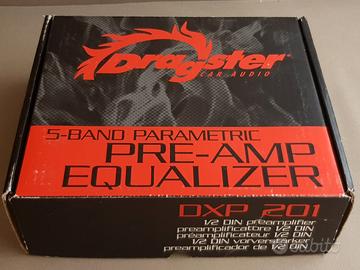 Dragster
CAR AUDIO
5-BAND PARAMETRIC
PRE-AMP
EQUALIZER
DXP 201
1/2 DIN preamplifier
preamplificatore 1/2 DIN
préamplificateur 1/2 DIN
1/2 DIN vorverstärker
preamplificador de 1/2 DIN
subito